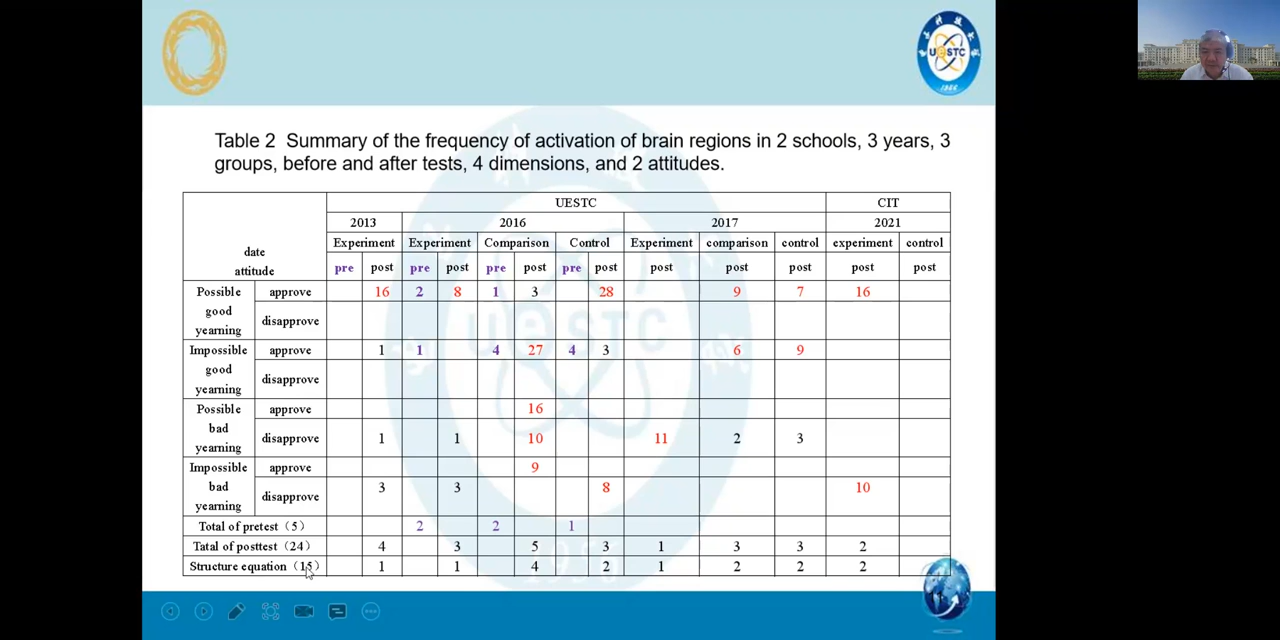 UESTC
1956
Table 2 Summary of the frequency of activation of brain regions in 2 schools, 3 years, 3
groups, before and after tests, 4 dimensions, and 2 attitudes.
UESTC CIT
2013 2016 2017 2021
date
attitude
Experiment Experiment Comparison Control Experiment comparison control experiment control
pre post pre post pre post pre post post post post post post
Possible good yearning approve 16 2 8 1 3 28 9 7 16
disapprove
Impossible good yearning approve 1 1 4 27 4 3 6 9
disapprove
Possible bad yearning approve 16
disapprove 1 1 10 11 2 3
Impossible bad yearning approve 9
disapprove 3 3 8 10
Total of pretest（5） 2 2 1
Tatal of posttest（24） 4 3 5 3 1 3 3 2
Structure equation（15） 1 1 4 2 1 2 2 2